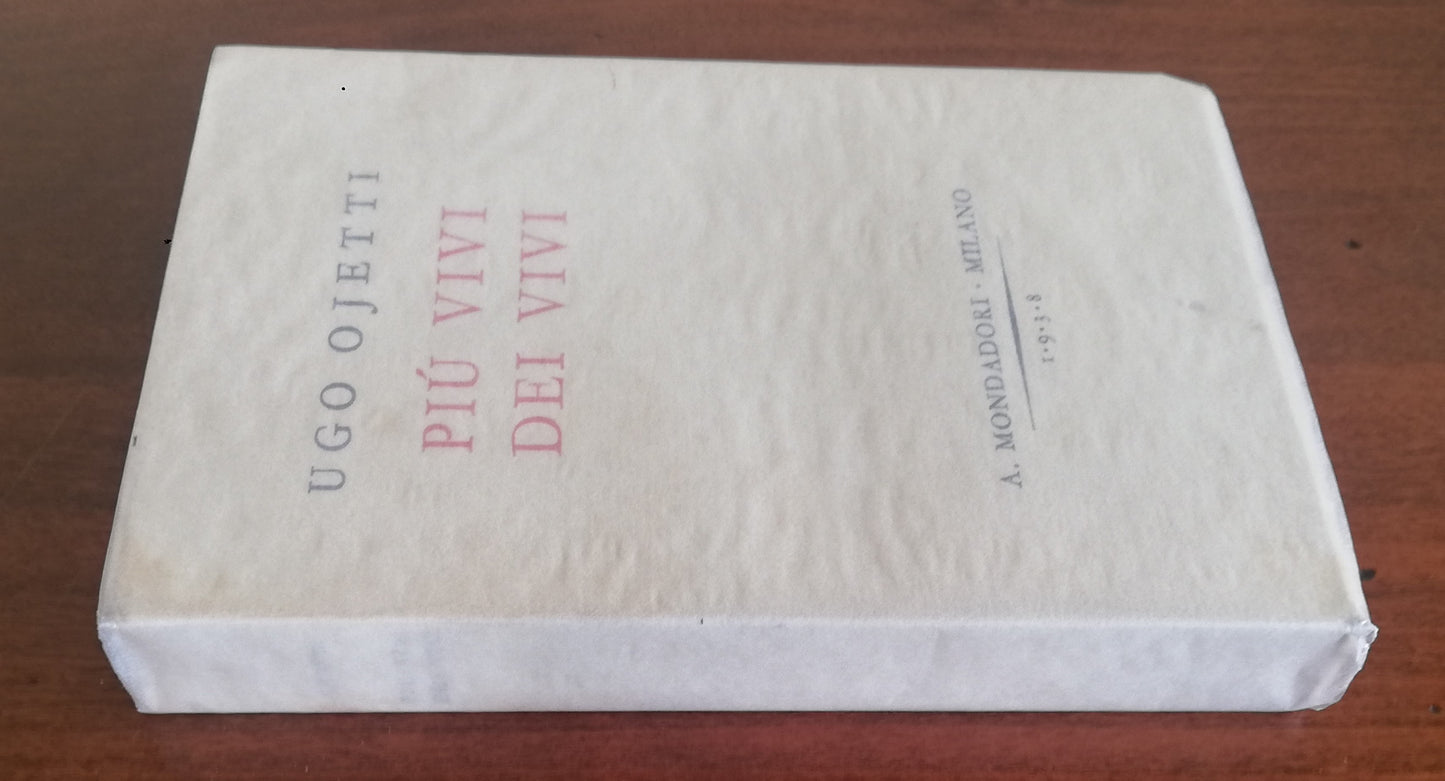 UGO OJETTI
PIÚ VIVI
DEI VIVI
A. MONDADORI · MILANO
1·9·3·8